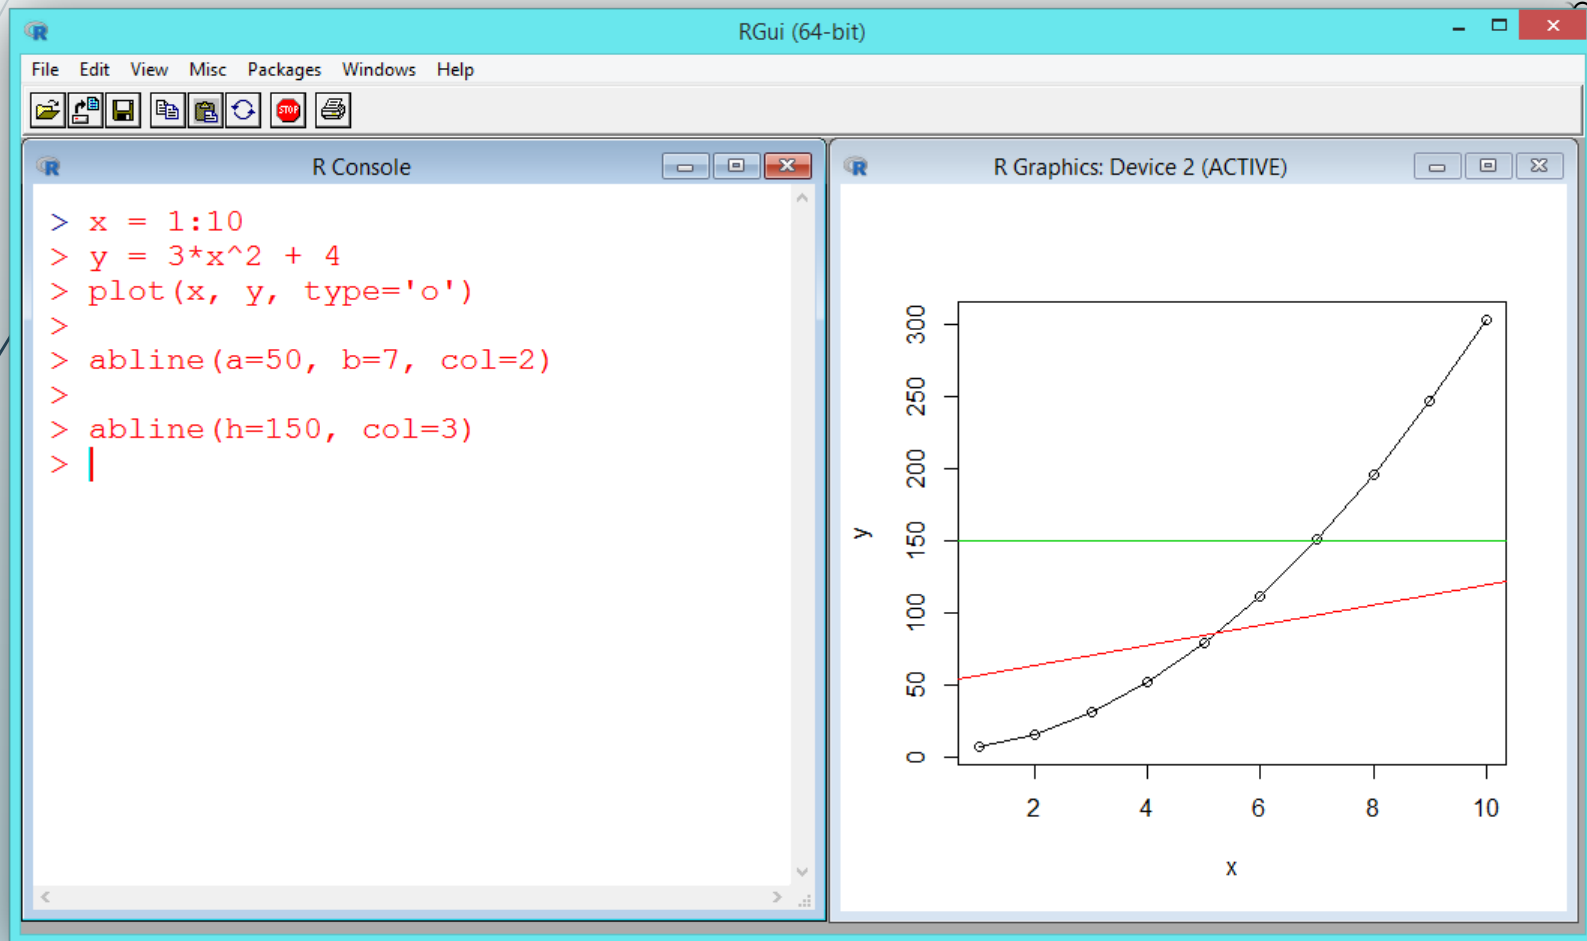 RGui (64-bit)
File Edit View Misc Packages Windows Help
STOP
R Console
> x = 1:10
> y = 3*x^2 + 4
> plot(x, y, type='o')
>
> abline(a=50, b=7, col=2)
>
> abline(h=150, col=3)
>
R Graphics: Device 2 (ACTIVE)
300
250
200
150
100
50
0
y
2 4 6 8 10
x